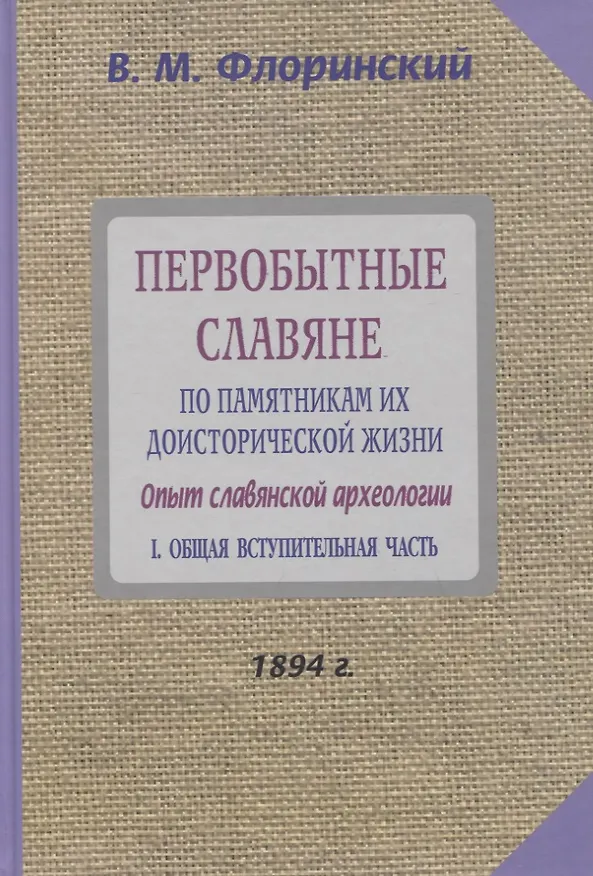 В. М. Флоринский
ПЕРВОБЫТНЫЕ
СЛАВЯНЕ
ПО ПАМЯТНИКАМ ИХ
ДОИСТОРИЧЕСКОЙ ЖИЗНИ
Опыт славянской археологии
I. ОБЩАЯ ВСТУПИТЕЛЬНАЯ ЧАСТЬ
1894 г.